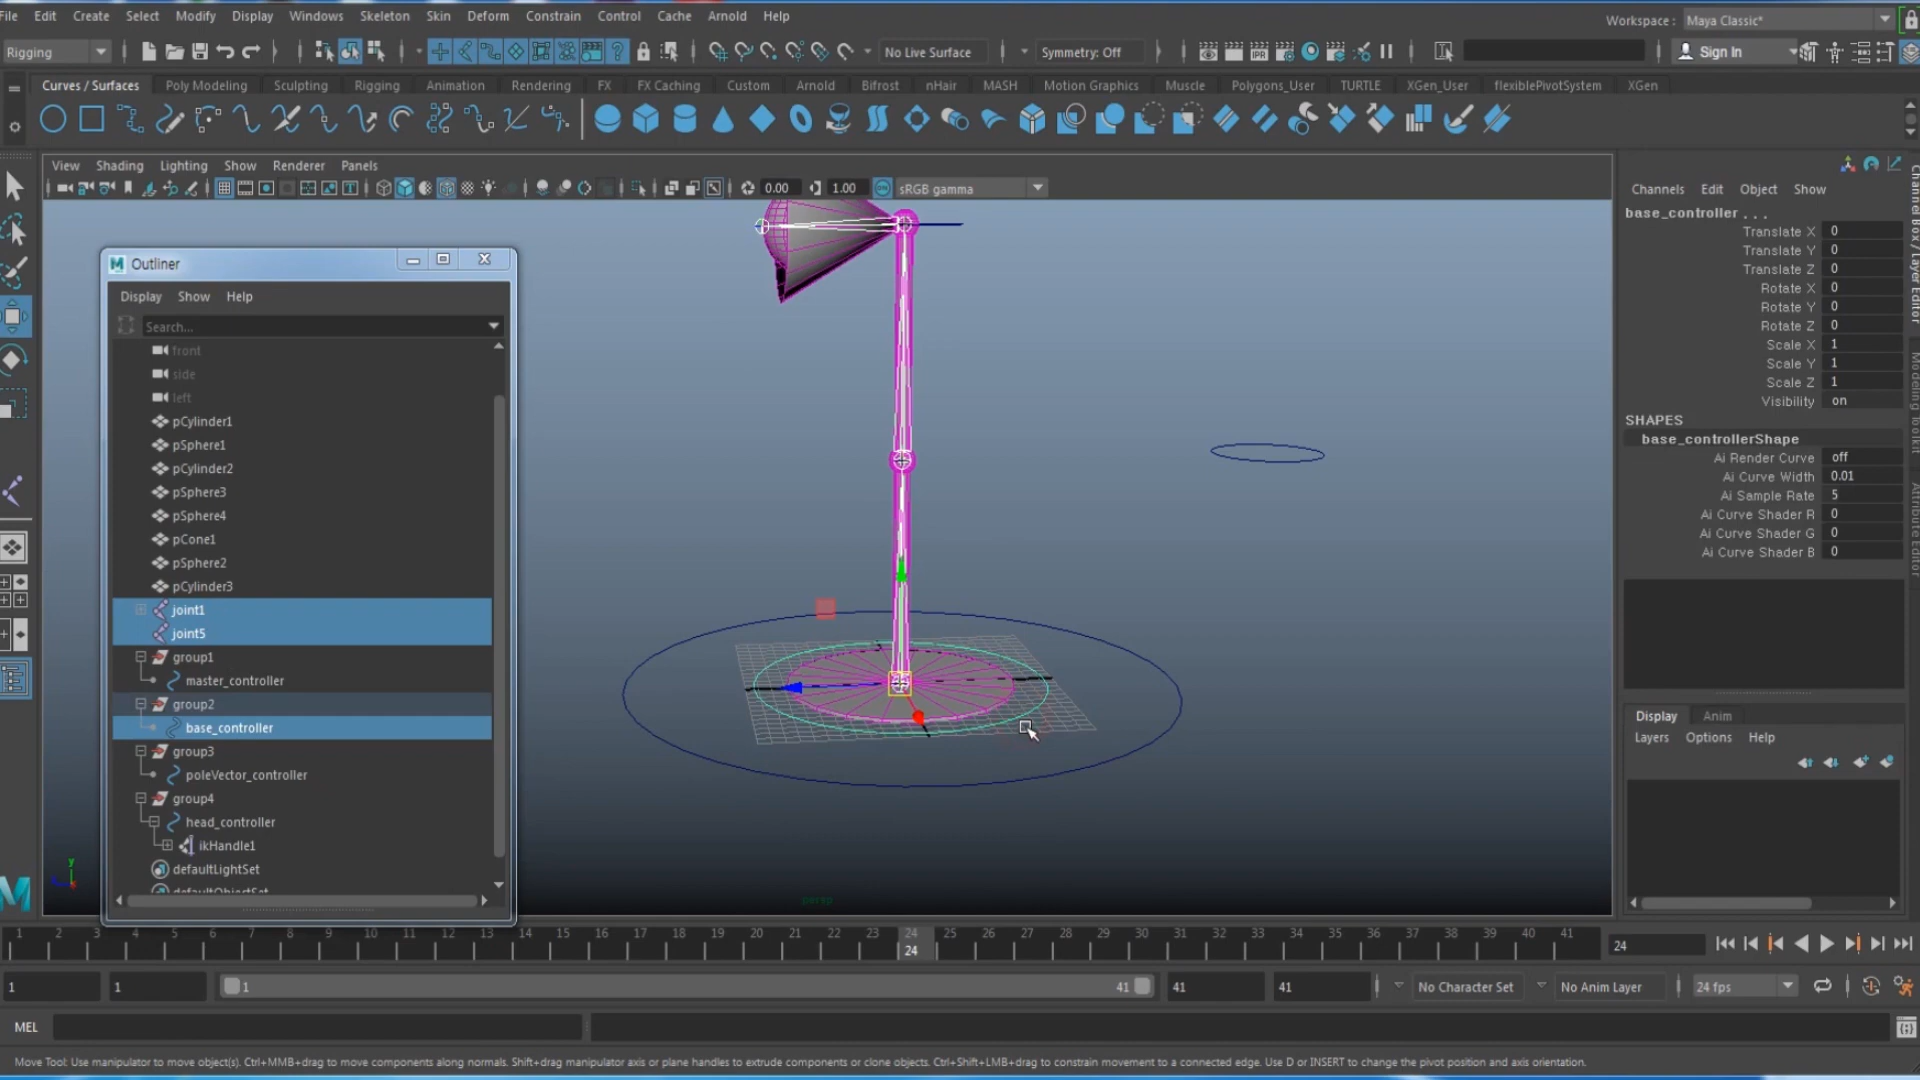 File Edit Create Select Modify Display Windows Skeleton Skin Deform Constrain Control Cache Arnold Help
Workspace : Maya Classic*
Rigging
No Live Surface
Symmetry: Off
Sign In
Curves / Surfaces Poly Modeling Sculpting Rigging Animation Rendering FX FX Caching Custom Arnold Bifrost nHair MASH Motion Graphics Muscle Polygons_User TURTLE XGen_User flexiblePivotSystem XGen
View Shading Lighting Show Renderer Panels
0.00 1.00 sRGB gamma
Channels Edit Object Show
base_controller . . .
Translate X 0
Translate Y 0
Translate Z 0
Rotate X 0
Rotate Y 0
Rotate Z 0
Scale X 1
Scale Y 1
Scale Z 1
Visibility on
SHAPES
base_controllerShape
Ai Render Curve off
Ai Curve Width 0.01
Ai Sample Rate 5
Ai Curve Shader R 0
Ai Curve Shader G 0
Ai Curve Shader B 0
Channel Box / Layer Editor
Modeling Toolkit
Attribute Editor
Display Anim
Layers Options Help
Outliner
Display Show Help
Search...
front
side
left
pCylinder1
pSphere1
pCylinder2
pSphere3
pSphere4
pCone1
pSphere2
pCylinder3
joint1
joint5
group1
master_controller
group2
base_controller
group3
poleVector_controller
group4
head_controller
ikHandle1
defaultLightSet
defaultObjectSet
y
persp
1 2 3 4 5 6 7 8 9 10 11 12 13 14 15 16 17 18 19 20 21 22 23 24 25 26 27 28 29 30 31 32 33 34 35 36 37 38 39 40 41
24
24
1 1 1 41 41 41 No Character Set No Anim Layer 24 fps
MEL
Move Tool: Use manipulator to move object(s). Ctrl+MMB+drag to move components along normals. Shift+drag manipulator axis or plane handles to extrude components or clone objects. Ctrl+Shift+LMB+drag to constrain movement to a connected edge. Use D or INSERT to change the pivot position and axis orientation.